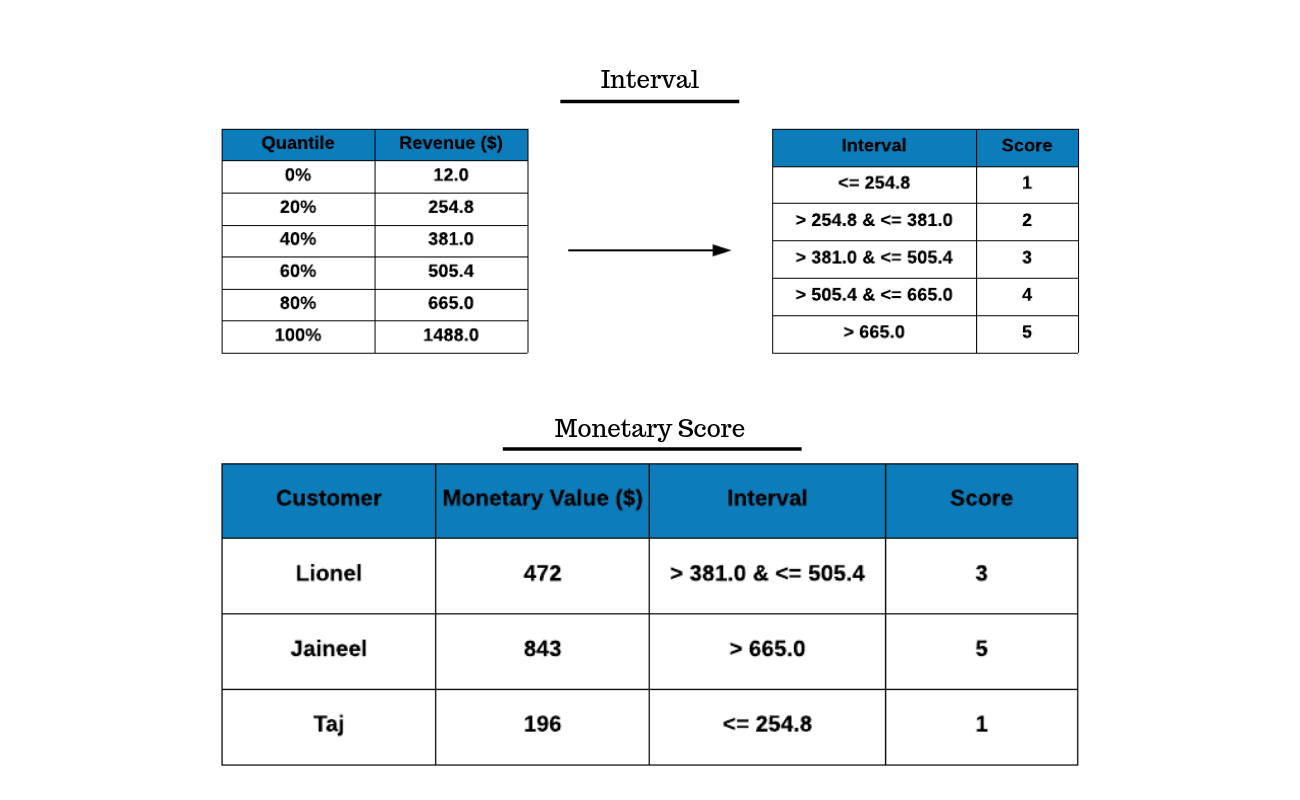 Interval
Quantile Revenue ($)
0% 12.0
20% 254.8
40% 381.0
60% 505.4
80% 665.0
100% 1488.0
Interval Score
<= 254.8 1
> 254.8 & <= 381.0 2
> 381.0 & <= 505.4 3
> 505.4 & <= 665.0 4
> 665.0 5
Monetary Score
Customer Monetary Value ($) Interval Score
Lionel 472 > 381.0 & <= 505.4 3
Jaineel 843 > 665.0 5
Taj 196 <= 254.8 1